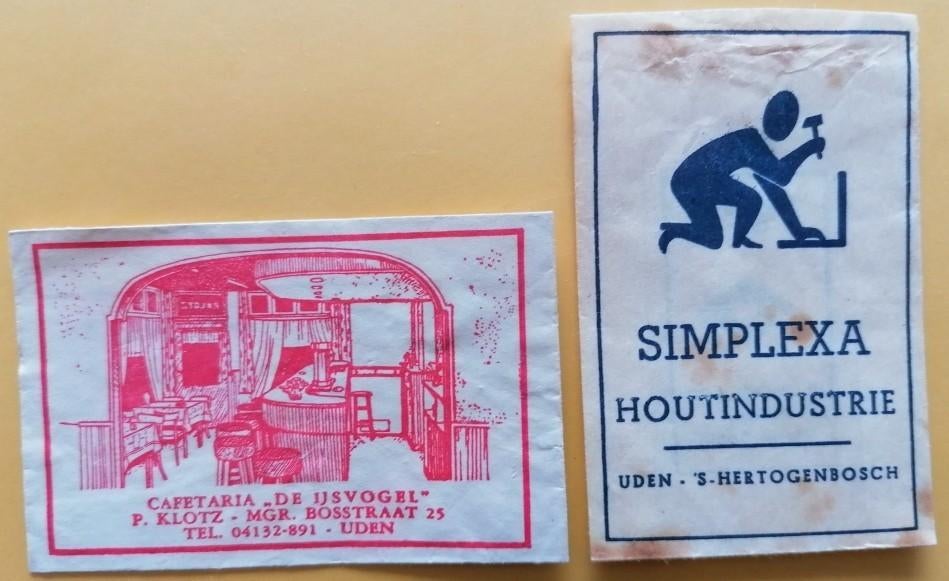 CAFETARIA „DE IJSVOGEL”
P. KLOTZ - MGR. BOSSTRAAT 25
TEL. 04132-891 - UDEN
SIMPLEXA
HOUTINDUSTRIE
UDEN - 'S-HERTOGENBOSCH